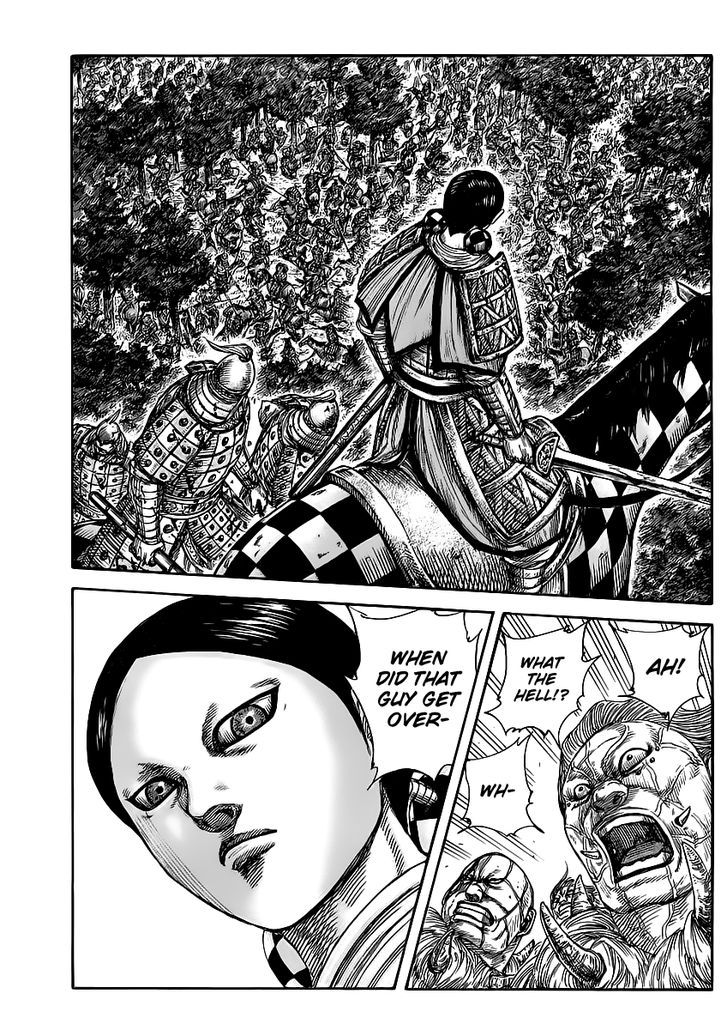 AH!
WHAT
THE
HELL!?
WH-
WHEN
DID THAT
GUY GET
OVER-